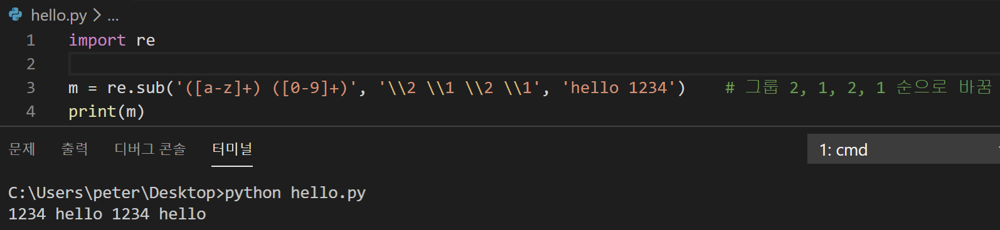 hello.py > ...
1 import re
2
3 m = re.sub('([a-z]+) ([0-9]+)', '\\2 \\1 \\2 \\1', 'hello 1234')    # 그룹 2, 1, 2, 1 순으로 바꿈
4 print(m)
문제 출력 디버그 콘솔 터미널 1: cmd
C:\Users\peter\Desktop>python hello.py
1234 hello 1234 hello